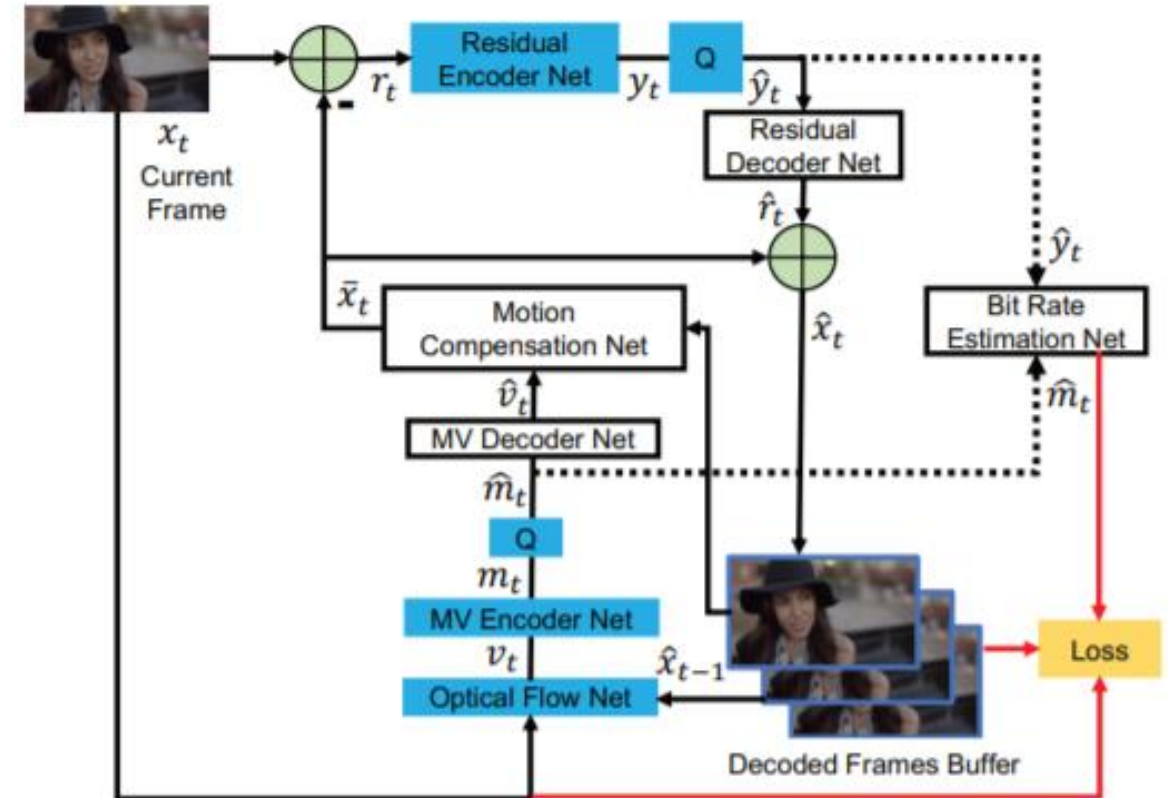 Residual
Encoder Net
Q
r_t
y_t
ŷ_t
-
x_t
Current
Frame
Residual
Decoder Net
r̂_t
ŷ_t
x̄_t
Motion
Compensation Net
x̂_t
Bit Rate
Estimation Net
v̂_t
m̂_t
MV Decoder Net
m̂_t
Q
m_t
MV Encoder Net
v_t
x̂_{t-1}
Optical Flow Net
Loss
Decoded Frames Buffer